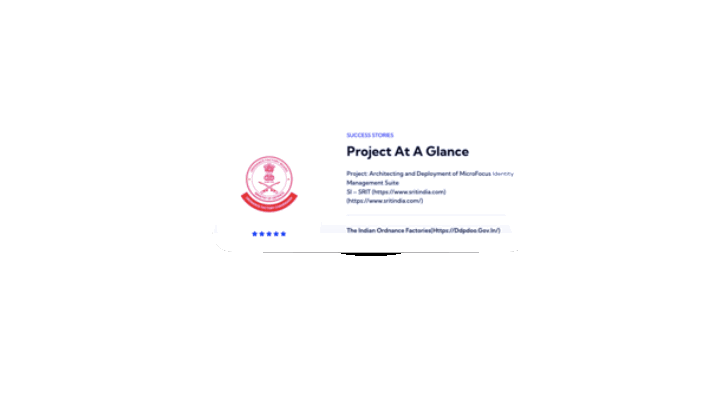 SUCCESS STORIES
Project At A Glance
Project: Architecting and Deployment of MicroFocus Identity
Management Suite
SI – SRIT (https://www.sritindia.com)
(https://www.sritindia.com/)
The Indian Ordnance Factories(Https://Ddpdoo.Gov.In/)